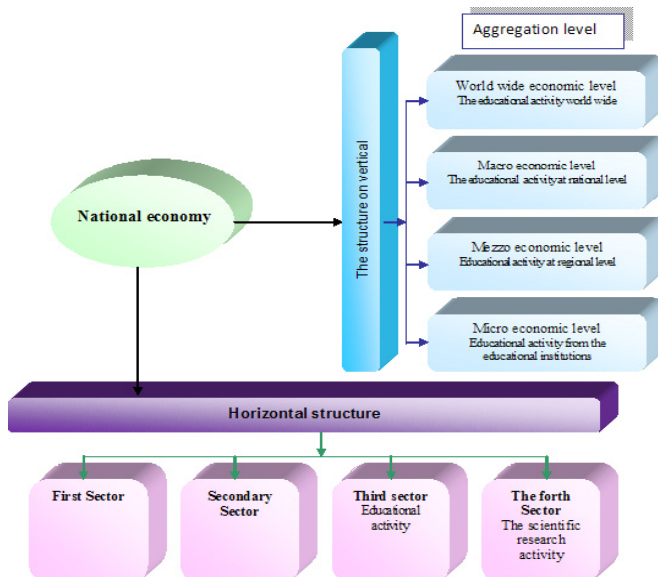 Aggregation level
World wide economic level
The educational activity world wide
Macro economic level
The educational activity at national level
Mezzo economic level
Educational activity at regional level
Micro economic level
Educational activity from the
educational institutions
The structure on vertical
National economy
Horizontal structure
First Sector
Secondary
Sector
Third sector
Educational
activity
The forth
Sector
The scientific
research
activity